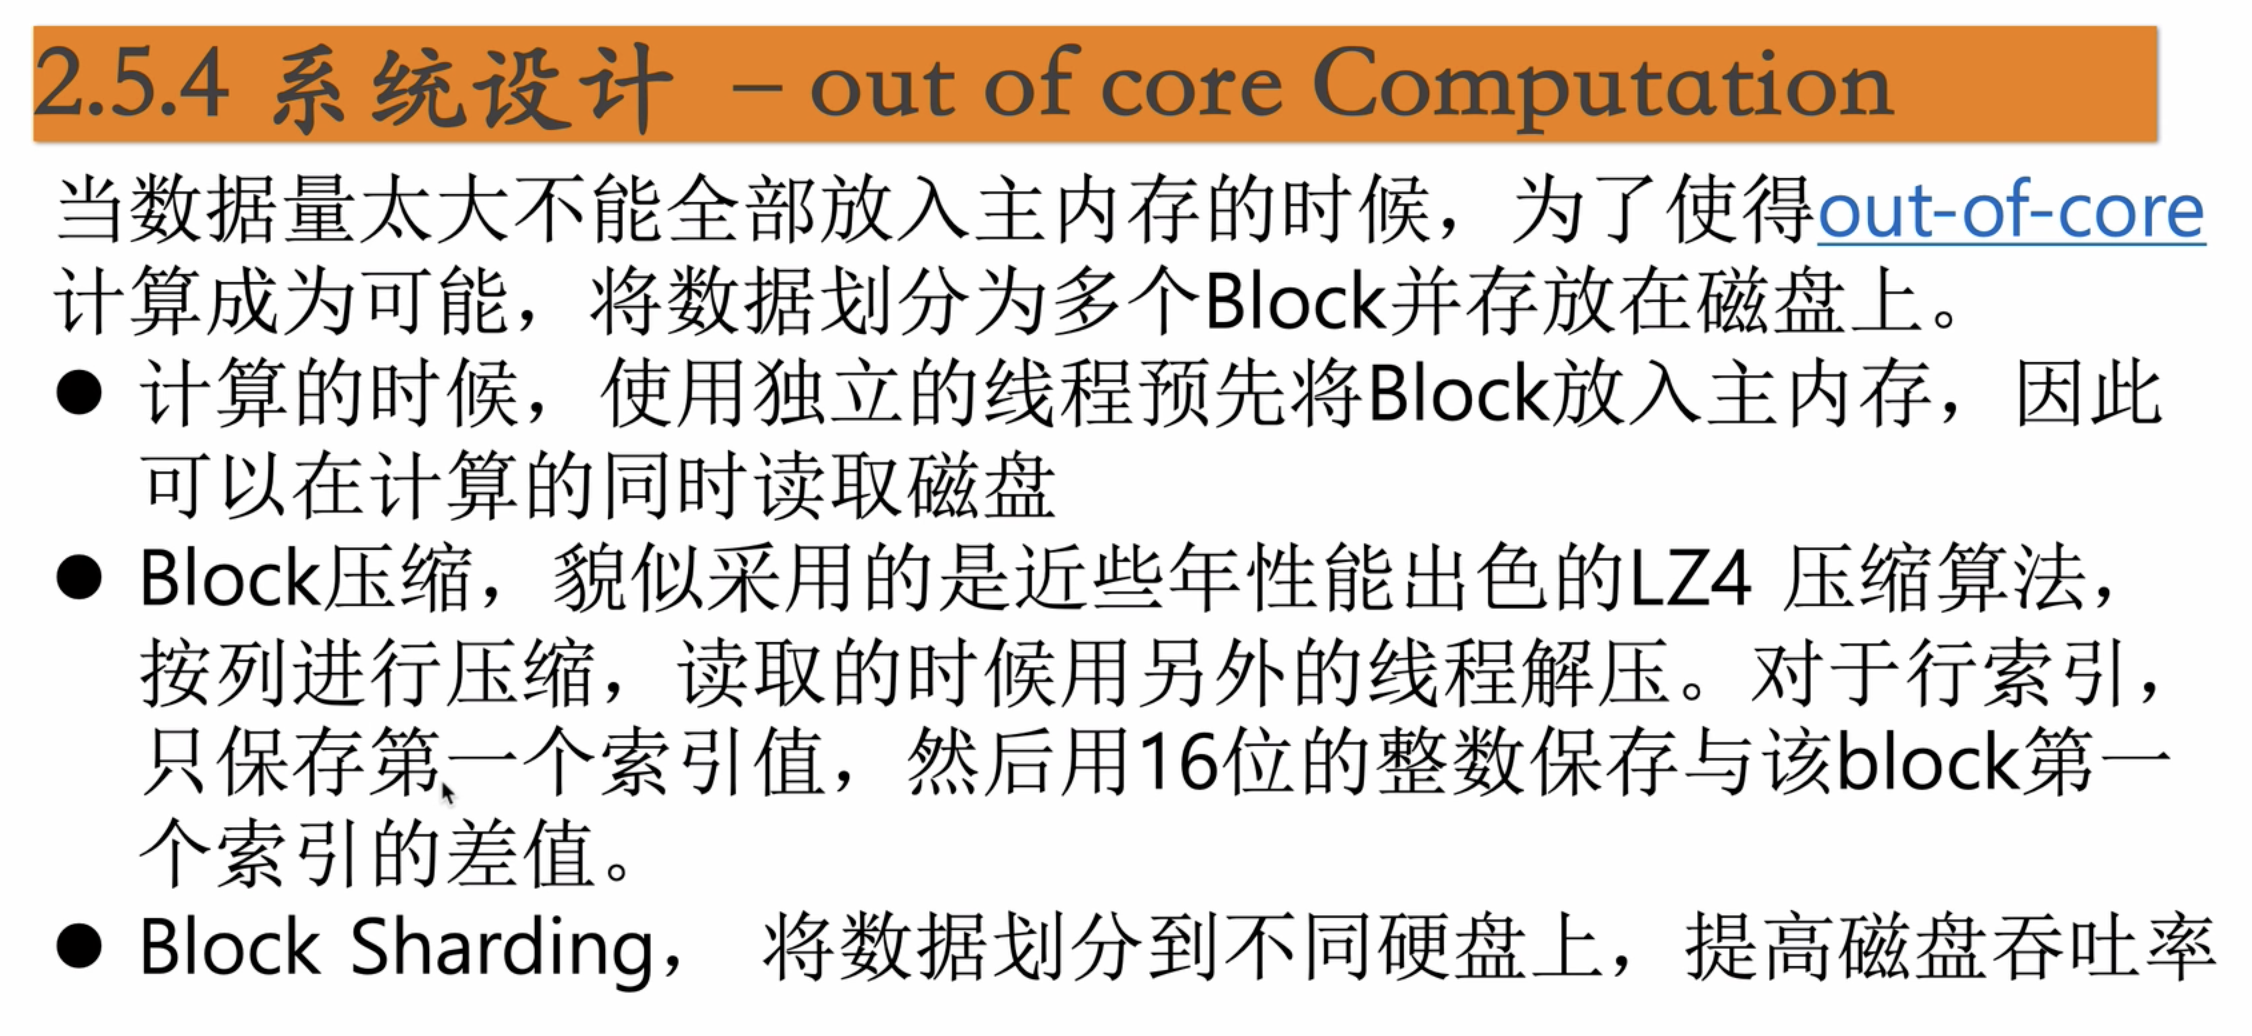 2.5.4 系统设计 – out of core Computation
当数据量太大不能全部放入主内存的时候，为了使得out-of-core
计算成为可能，将数据划分为多个Block并存放在磁盘上。
● 计算的时候，使用独立的线程预先将Block放入主内存，因此
可以在计算的同时读取磁盘
● Block压缩，貌似采用的是近些年性能出色的LZ4 压缩算法，
按列进行压缩，读取的时候用另外的线程解压。对于行索引，
只保存第一个索引值，然后用16位的整数保存与该block第一
个索引的差值。
● Block Sharding， 将数据划分到不同硬盘上，提高磁盘吞吐率